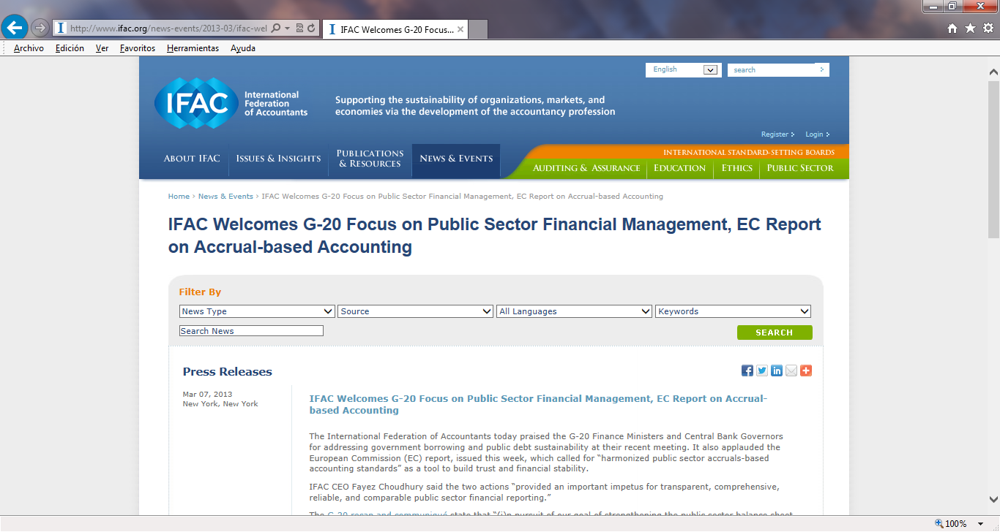 http://www.ifac.org/news-events/2013-03/ifac-wel
IFAC Welcomes G-20 Focus...
Archivo Edición Ver Favoritos Herramientas Ayuda
English search
IFAC
International
Federation
of Accountants
Supporting the sustainability of organizations, markets, and
economies via the development of the accountancy profession
Register Login
ABOUT IFAC
ISSUES & INSIGHTS
PUBLICATIONS
& RESOURCES
NEWS & EVENTS
INTERNATIONAL STANDARD-SETTING BOARDS
AUDITING & ASSURANCE EDUCATION ETHICS PUBLIC SECTOR
Home > News & Events > IFAC Welcomes G-20 Focus on Public Sector Financial Management, EC Report on Accrual-based Accounting
IFAC Welcomes G-20 Focus on Public Sector Financial Management, EC Report
on Accrual-based Accounting
Filter By
News Type Source All Languages Keywords
Search News SEARCH
Press Releases
Mar 07, 2013
New York, New York
IFAC Welcomes G-20 Focus on Public Sector Financial Management, EC Report on Accrual-
based Accounting
The International Federation of Accountants today praised the G-20 Finance Ministers and Central Bank Governors
for addressing government borrowing and public debt sustainability at their recent meeting. It also applauded the
European Commission (EC) report, issued this week, which called for “harmonized public sector accruals-based
accounting standards” as a tool to build trust and financial stability.
IFAC CEO Fayez Choudhury said the two actions “provided an important impetus for transparent, comprehensive,
reliable, and comparable public sector financial reporting.”
The G-20 recap and communiqué state that “(i)n pursuit of our goal of strengthening the public sector balance sheet
100%